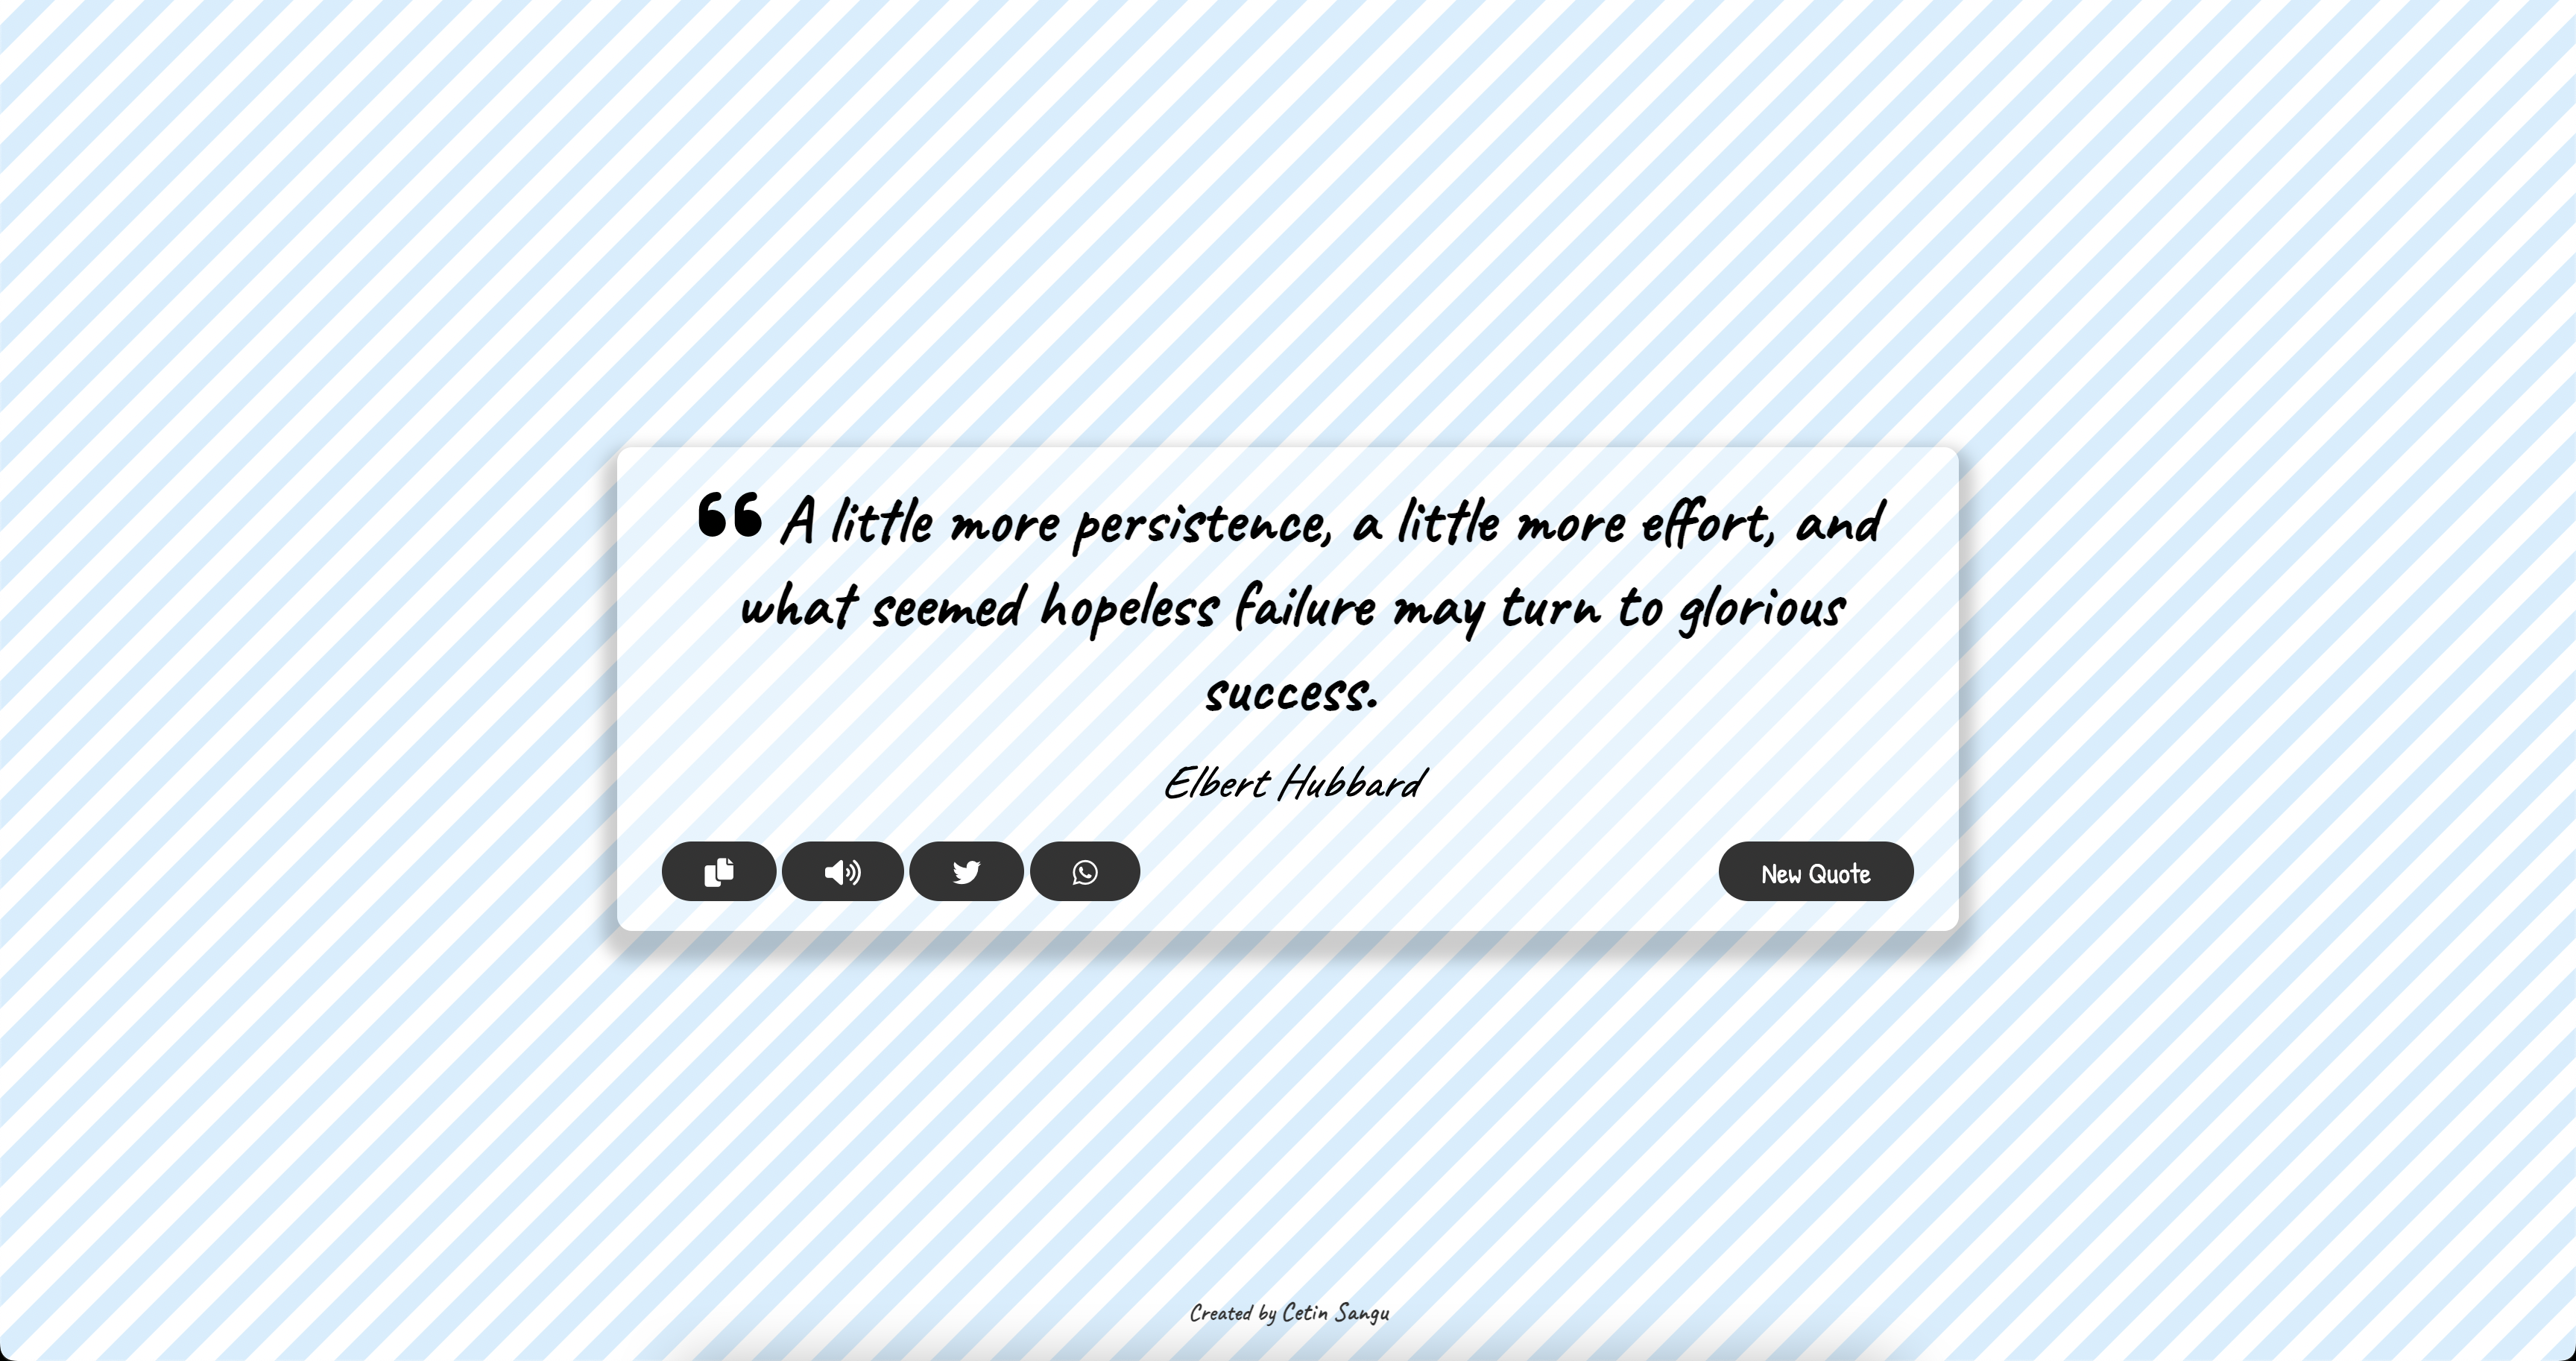 ❝ A little more persistence, a little more effort, and
what seemed hopeless failure may turn to glorious
success.
Elbert Hubbard
New Quote
Created by Cetin Sangu